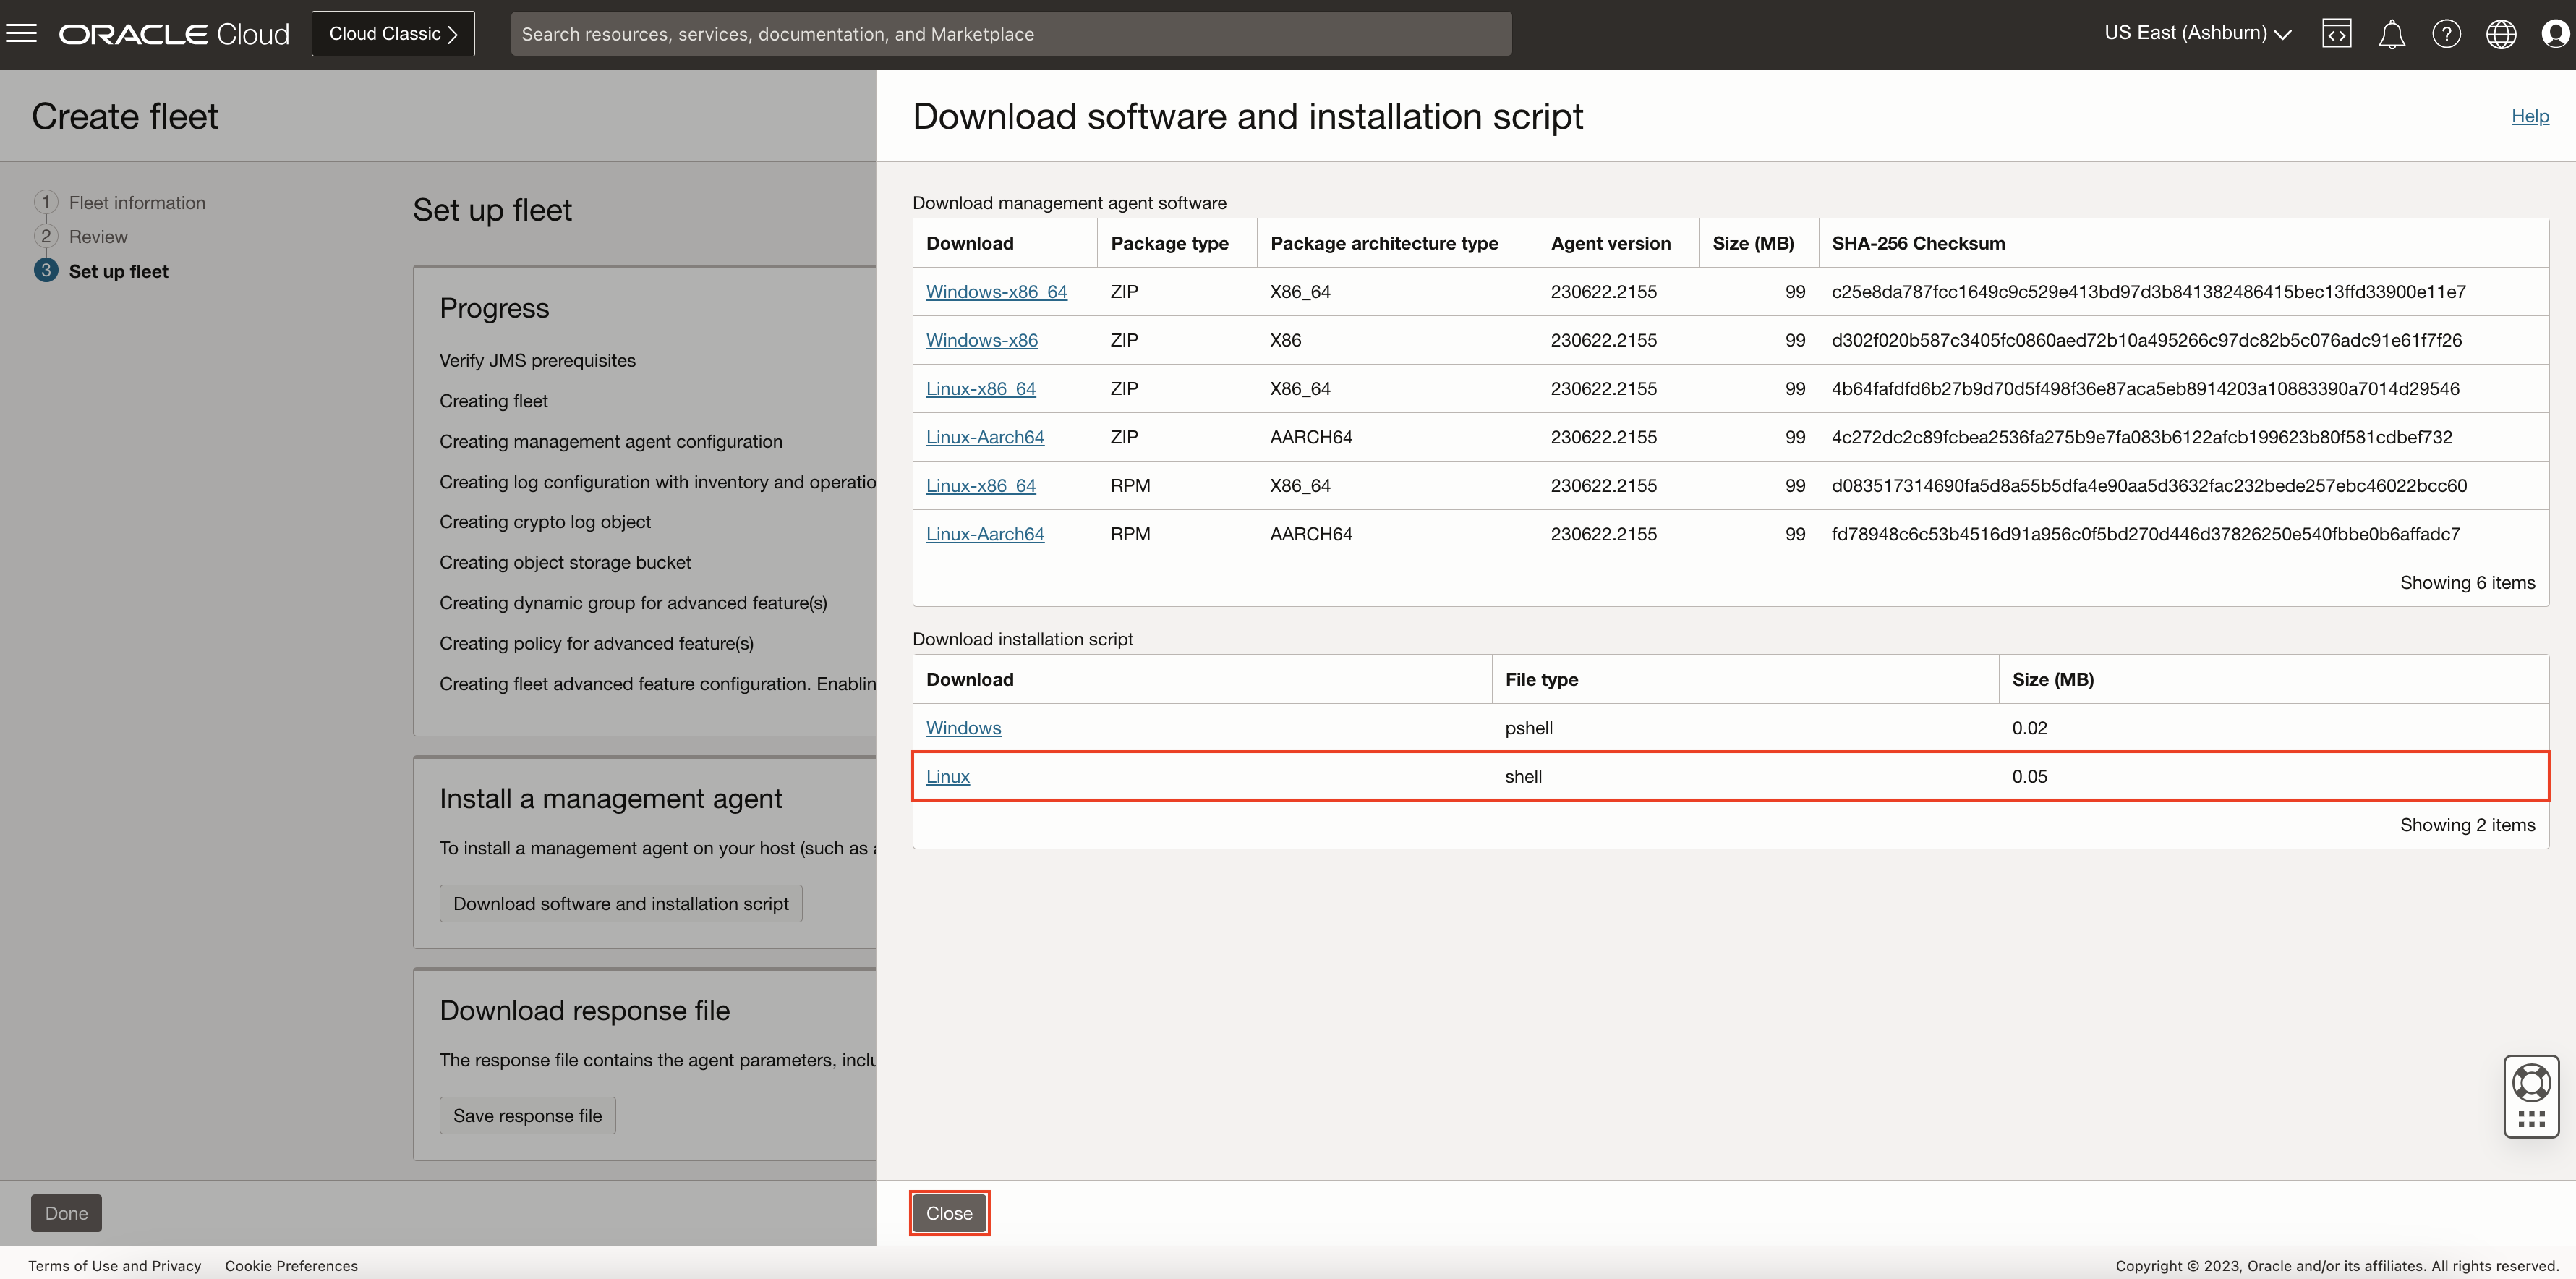 ORACLE Cloud
Cloud Classic
Search resources, services, documentation, and Marketplace
US East (Ashburn)
Create fleet
1 Fleet information
2 Review
3 Set up fleet
Set up fleet
Progress
Verify JMS prerequisites
Creating fleet
Creating management agent configuration
Creating log configuration with inventory and operatio
Creating crypto log object
Creating object storage bucket
Creating dynamic group for advanced feature(s)
Creating policy for advanced feature(s)
Creating fleet advanced feature configuration. Enablin
Install a management agent
To install a management agent on your host (such as a
Download software and installation script
Download response file
The response file contains the agent parameters, inclu
Save response file
Done
Download software and installation script
Help
Download management agent software
Download Package type Package architecture type Agent version Size (MB) SHA-256 Checksum
Windows-x86_64 ZIP X86_64 230622.2155 99 c25e8da787fcc1649c9c529e413bd97d3b841382486415bec13ffd33900e11e7
Windows-x86 ZIP X86 230622.2155 99 d302f020b587c3405fc0860aed72b10a495266c97dc82b5c076adc91e61f7f26
Linux-x86_64 ZIP X86_64 230622.2155 99 4b64fafdfd6b27b9d70d5f498f36e87aca5eb8914203a10883390a7014d29546
Linux-Aarch64 ZIP AARCH64 230622.2155 99 4c272dc2c89fcbea2536fa275b9e7fa083b6122afcb199623b80f581cdbef732
Linux-x86_64 RPM X86_64 230622.2155 99 d083517314690fa5d8a55b5dfa4e90aa5d3632fac232bede257ebc46022bcc60
Linux-Aarch64 RPM AARCH64 230622.2155 99 fd78948c6c53b4516d91a956c0f5bd270d446d37826250e540fbbe0b6affadc7
Showing 6 items
Download installation script
Download File type Size (MB)
Windows pshell 0.02
Linux shell 0.05
Showing 2 items
Close
Terms of Use and Privacy Cookie Preferences
Copyright © 2023, Oracle and/or its affiliates. All rights reserved.